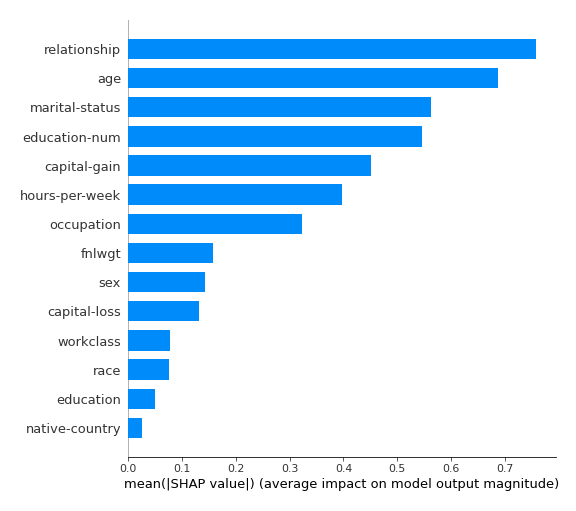 relationship
age
marital-status
education-num
capital-gain
hours-per-week
occupation
fnlwgt
sex
capital-loss
workclass
race
education
native-country
0.0 0.1 0.2 0.3 0.4 0.5 0.6 0.7
mean(|SHAP value|) (average impact on model output magnitude)